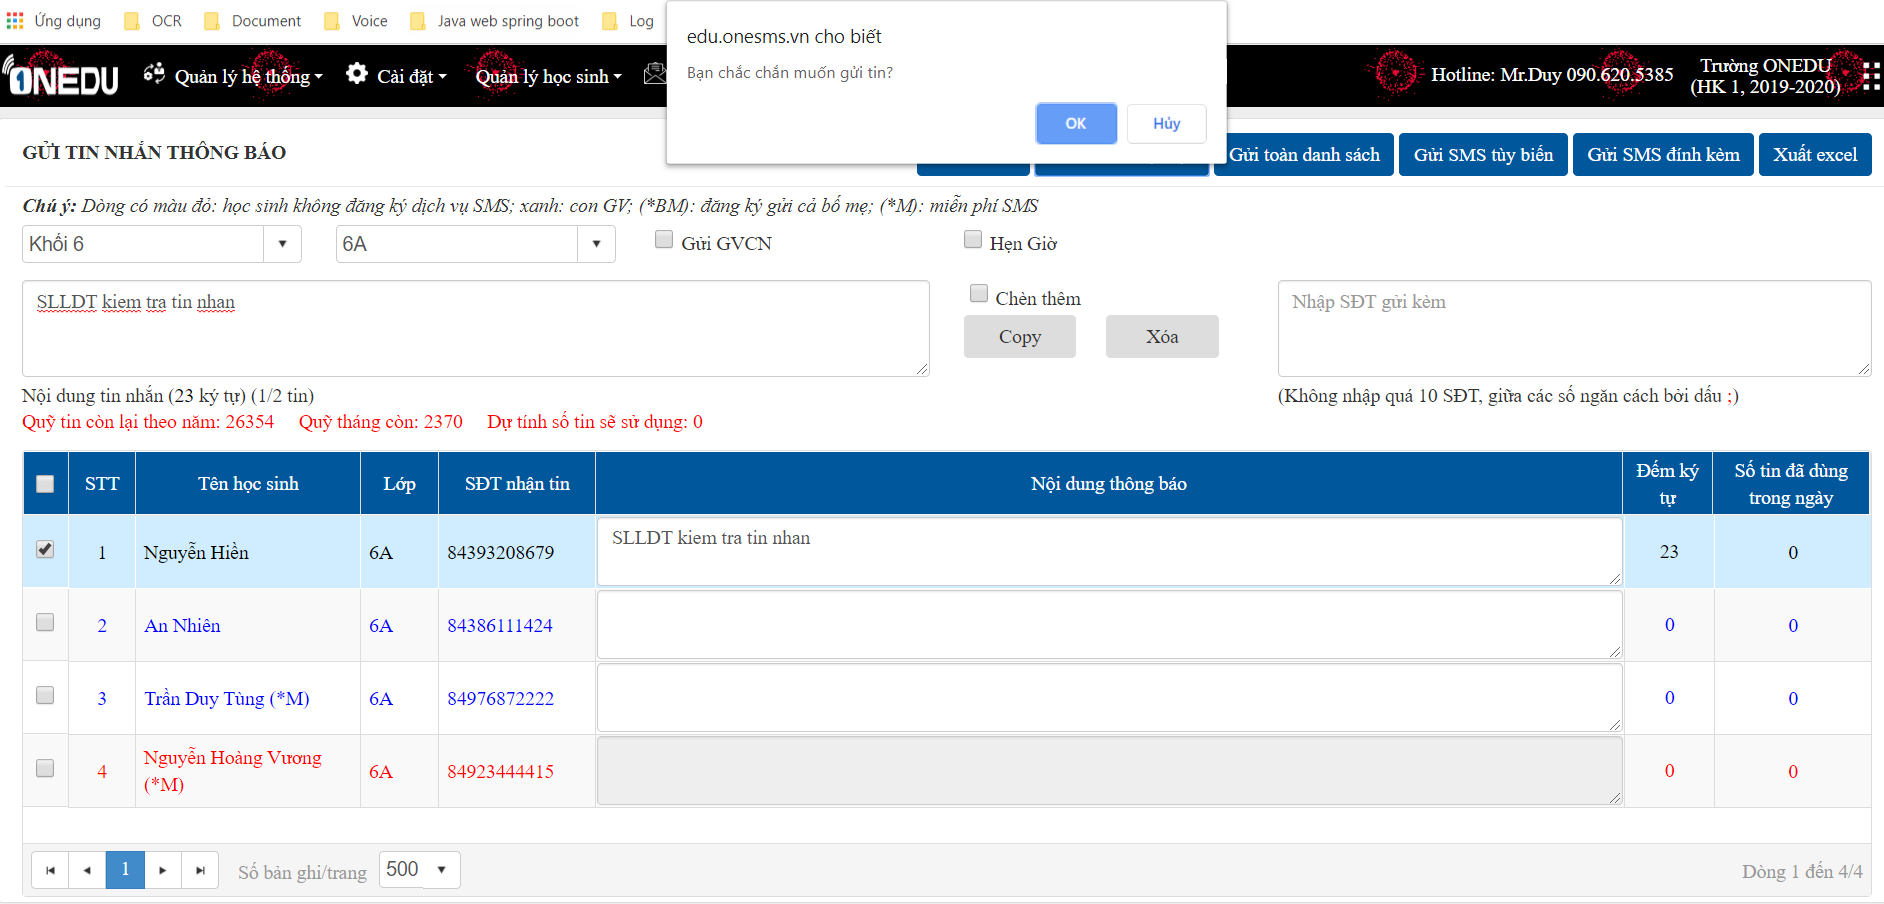 Ứng dụng OCR Document Voice Java web spring boot Log
edu.onesms.vn cho biết
Bạn chắc chắn muốn gửi tin?
OK Hủy
1ONEDU Quản lý hệ thống Cài đặt Quản lý học sinh Hotline: Mr.Duy 090.620.5385 Trường ONEDU
(HK 1, 2019-2020)
GỬI TIN NHẮN THÔNG BÁO
Gửi toàn danh sách Gửi SMS tùy biến Gửi SMS đính kèm Xuất excel
Chú ý: Dòng có màu đỏ: học sinh không đăng ký dịch vụ SMS; xanh: con GV; (*BM): đăng ký gửi cả bố mẹ; (*M): miễn phí SMS
Khối 6 6A Gửi GVCN Hẹn Giờ
SLLDT kiem tra tin nhan
Chèn thêm
Copy Xóa
Nhập SĐT gửi kèm
Nội dung tin nhắn (23 ký tự) (1/2 tin)
(Không nhập quá 10 SĐT, giữa các số ngăn cách bởi dấu ;)
Quỹ tin còn lại theo năm: 26354 Quỹ tháng còn: 2370 Dự tính số tin sẽ sử dụng: 0
STT Tên học sinh Lớp SĐT nhận tin Nội dung thông báo Đếm ký tự Số tin đã dùng trong ngày
1 Nguyễn Hiền 6A 84393208679 SLLDT kiem tra tin nhan 23 0
2 An Nhiên 6A 84386111424 0 0
3 Trần Duy Tùng (*M) 6A 84976872222 0 0
4 Nguyễn Hoàng Vương (*M) 6A 84923444415 0 0
1 Số bản ghi/trang 500 Dòng 1 đến 4/4